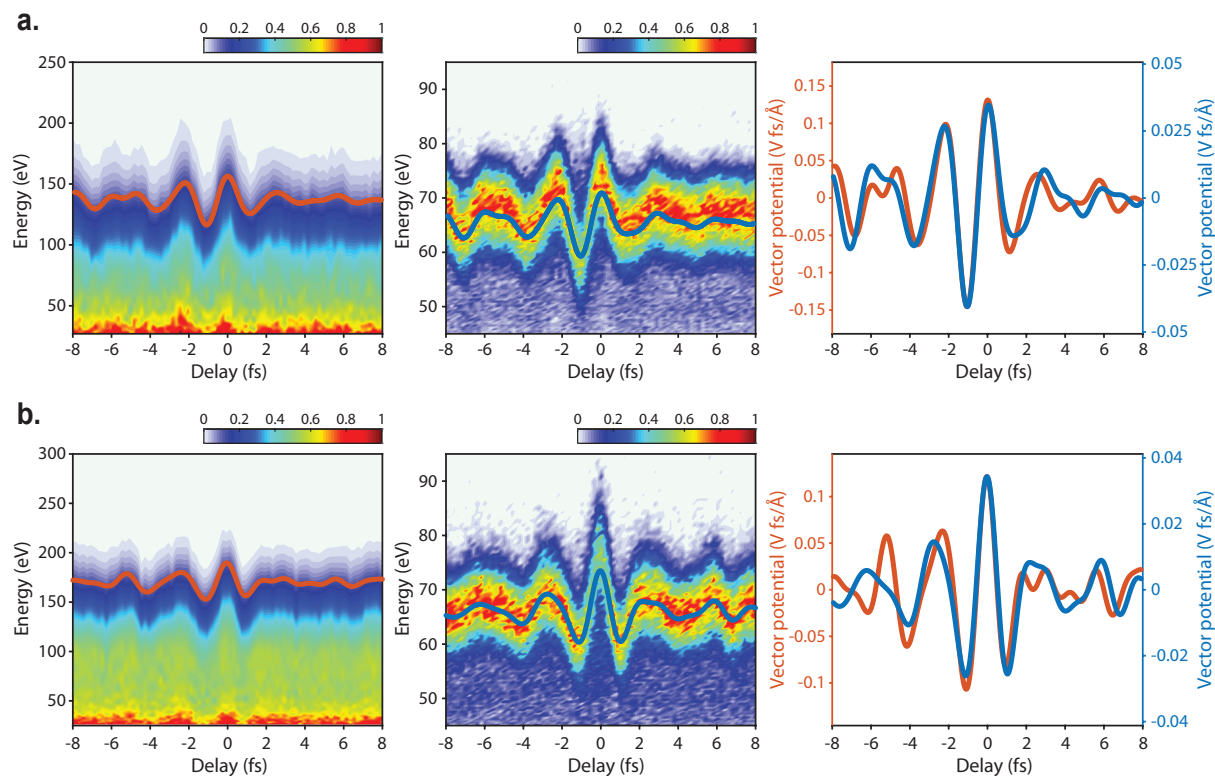 a.
0 0.2 0.4 0.6 0.8 1
0 0.2 0.4 0.6 0.8 1
250
200
150
100
50
Energy (eV)
-8 -6 -4 -2 0 2 4 6 8
Delay (fs)
90
80
70
60
50
Energy (eV)
-8 -6 -4 -2 0 2 4 6 8
Delay (fs)
0.15
0.1
0.05
0
-0.05
-0.1
-0.15
Vector potential (V fs/Å)
0.05
0.025
0
-0.025
-0.05
Vector potential (V fs/Å)
-8 -6 -4 -2 0 2 4 6 8
Delay (fs)
b.
0 0.2 0.4 0.6 0.8 1
0 0.2 0.4 0.6 0.8 1
300
250
200
150
100
50
Energy (eV)
-8 -6 -4 -2 0 2 4 6 8
Delay (fs)
90
80
70
60
50
Energy (eV)
-8 -6 -4 -2 0 2 4 6 8
Delay (fs)
0.1
0.05
0
-0.05
-0.1
Vector potential (V fs/Å)
0.04
0.02
0
-0.02
-0.04
Vector potential (V fs/Å)
-8 -6 -4 -2 0 2 4 6 8
Delay (fs)